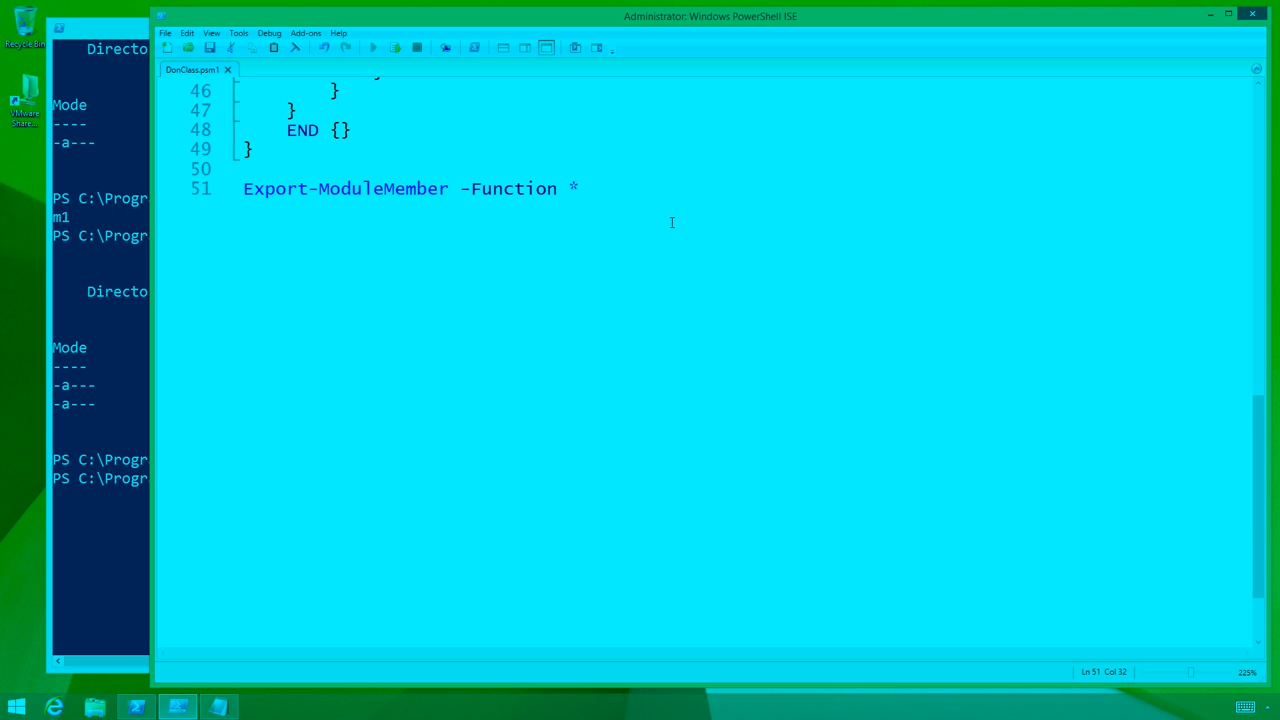 Recycle Bin
VMware
Share...
Directo
Mode
----
-a---
PS C:\Progr
m1
PS C:\Progr
Directo
Mode
----
-a---
-a---
PS C:\Progr
PS C:\Progr
Administrator: Windows PowerShell ISE
File Edit View Tools Debug Add-ons Help
DonClass.psm1
46 }
47 }
48 END {}
49 }
50
51 Export-ModuleMember -Function *
Ln 51 Col 32
225%